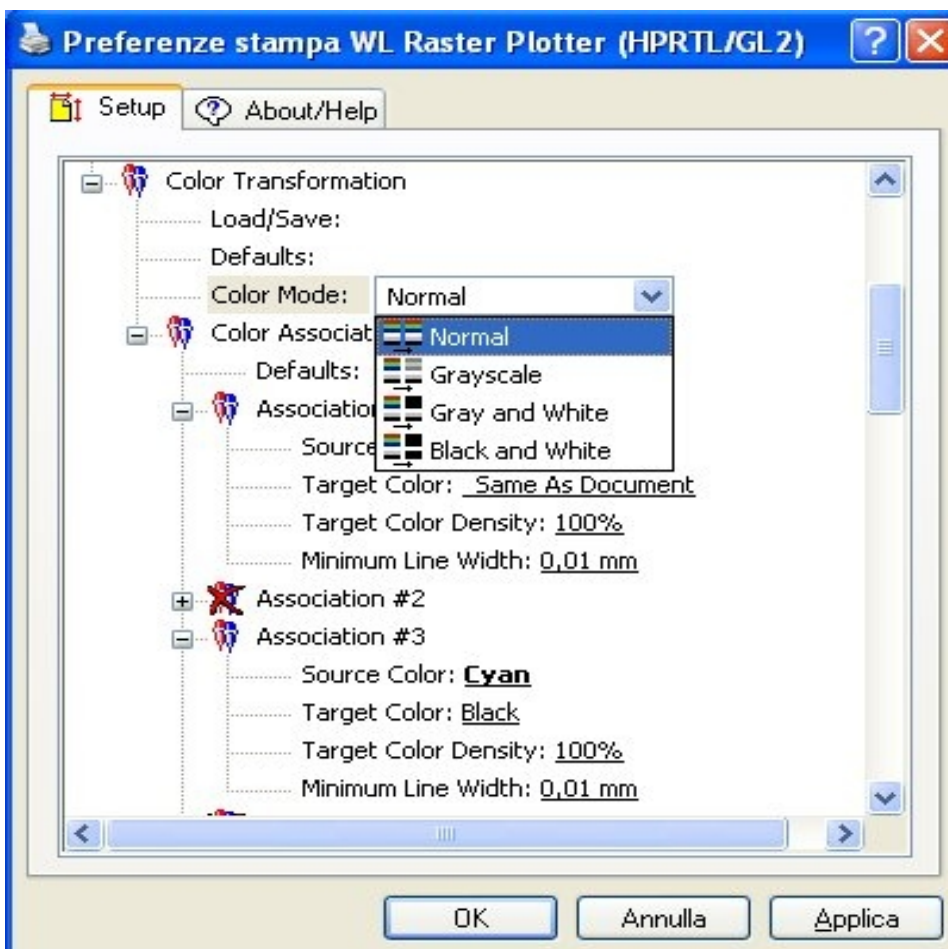 Preferenze stampa WL Raster Plotter (HPRTL/GL2)
Setup
About/Help
Color Transformation
Load/Save:
Defaults:
Color Mode: Normal
Color Associat
Normal
Defaults:
Grayscale
Association
Gray and White
Source
Black and White
Target Color: Same As Document
Target Color Density: 100%
Minimum Line Width: 0,01 mm
Association #2
Association #3
Source Color: Cyan
Target Color: Black
Target Color Density: 100%
Minimum Line Width: 0,01 mm
OK
Annulla
Applica